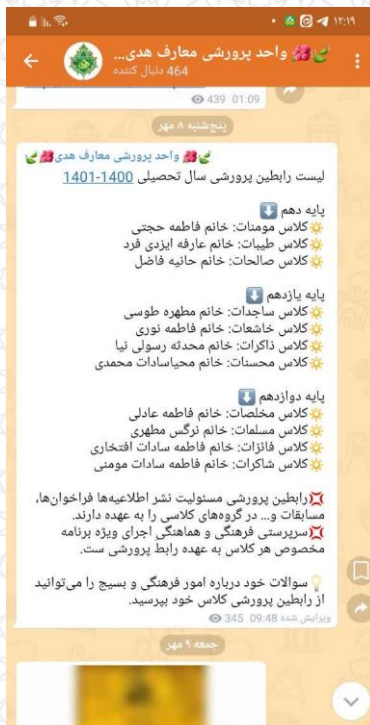 ۱۲:۱۹
واحد پرورشی معارف هدی...
464 دنبال کننده
439 01:09
پنج‌شنبه ۸ مهر
واحد پرورشی معارف هدی
لیست رابطین پرورشی سال تحصیلی 1400-1401
پایه دهم
کلاس مومنات: خانم فاطمه حجتی
کلاس طیبات: خانم عارفه ایزدی فرد
کلاس صالحات: خانم حانیه فاضل
پایه یازدهم
کلاس ساجدات: خانم مطهره طوسی
کلاس خاشعات: خانم فاطمه نوری
کلاس ذاکرات: خانم محدثه رسولی نیا
کلاس محسنات: خانم محیاسادات محمدی
پایه دوازدهم
کلاس مخلصات: خانم فاطمه عادلی
کلاس مسلمات: خانم نرگس مطهری
کلاس فائزات: خانم فاطمه سادات افتخاری
کلاس شاکرات: خانم فاطمه سادات مومنی
رابطین پرورشی مسئولیت نشر اطلاعیه‌ها فراخوان‌ها،
مسابقات و... در گروه‌های کلاسی را به عهده دارند.
سرپرستی فرهنگی و هماهنگی اجرای ویژه برنامه
مخصوص هر کلاس به عهده رابط پرورشی ست.
سوالات خود درباره امور فرهنگی و بسیج را می‌توانید
از رابطین پرورشی کلاس خود بپرسید.
ویرایش شده 09:48 345
جمعه ۹ مهر